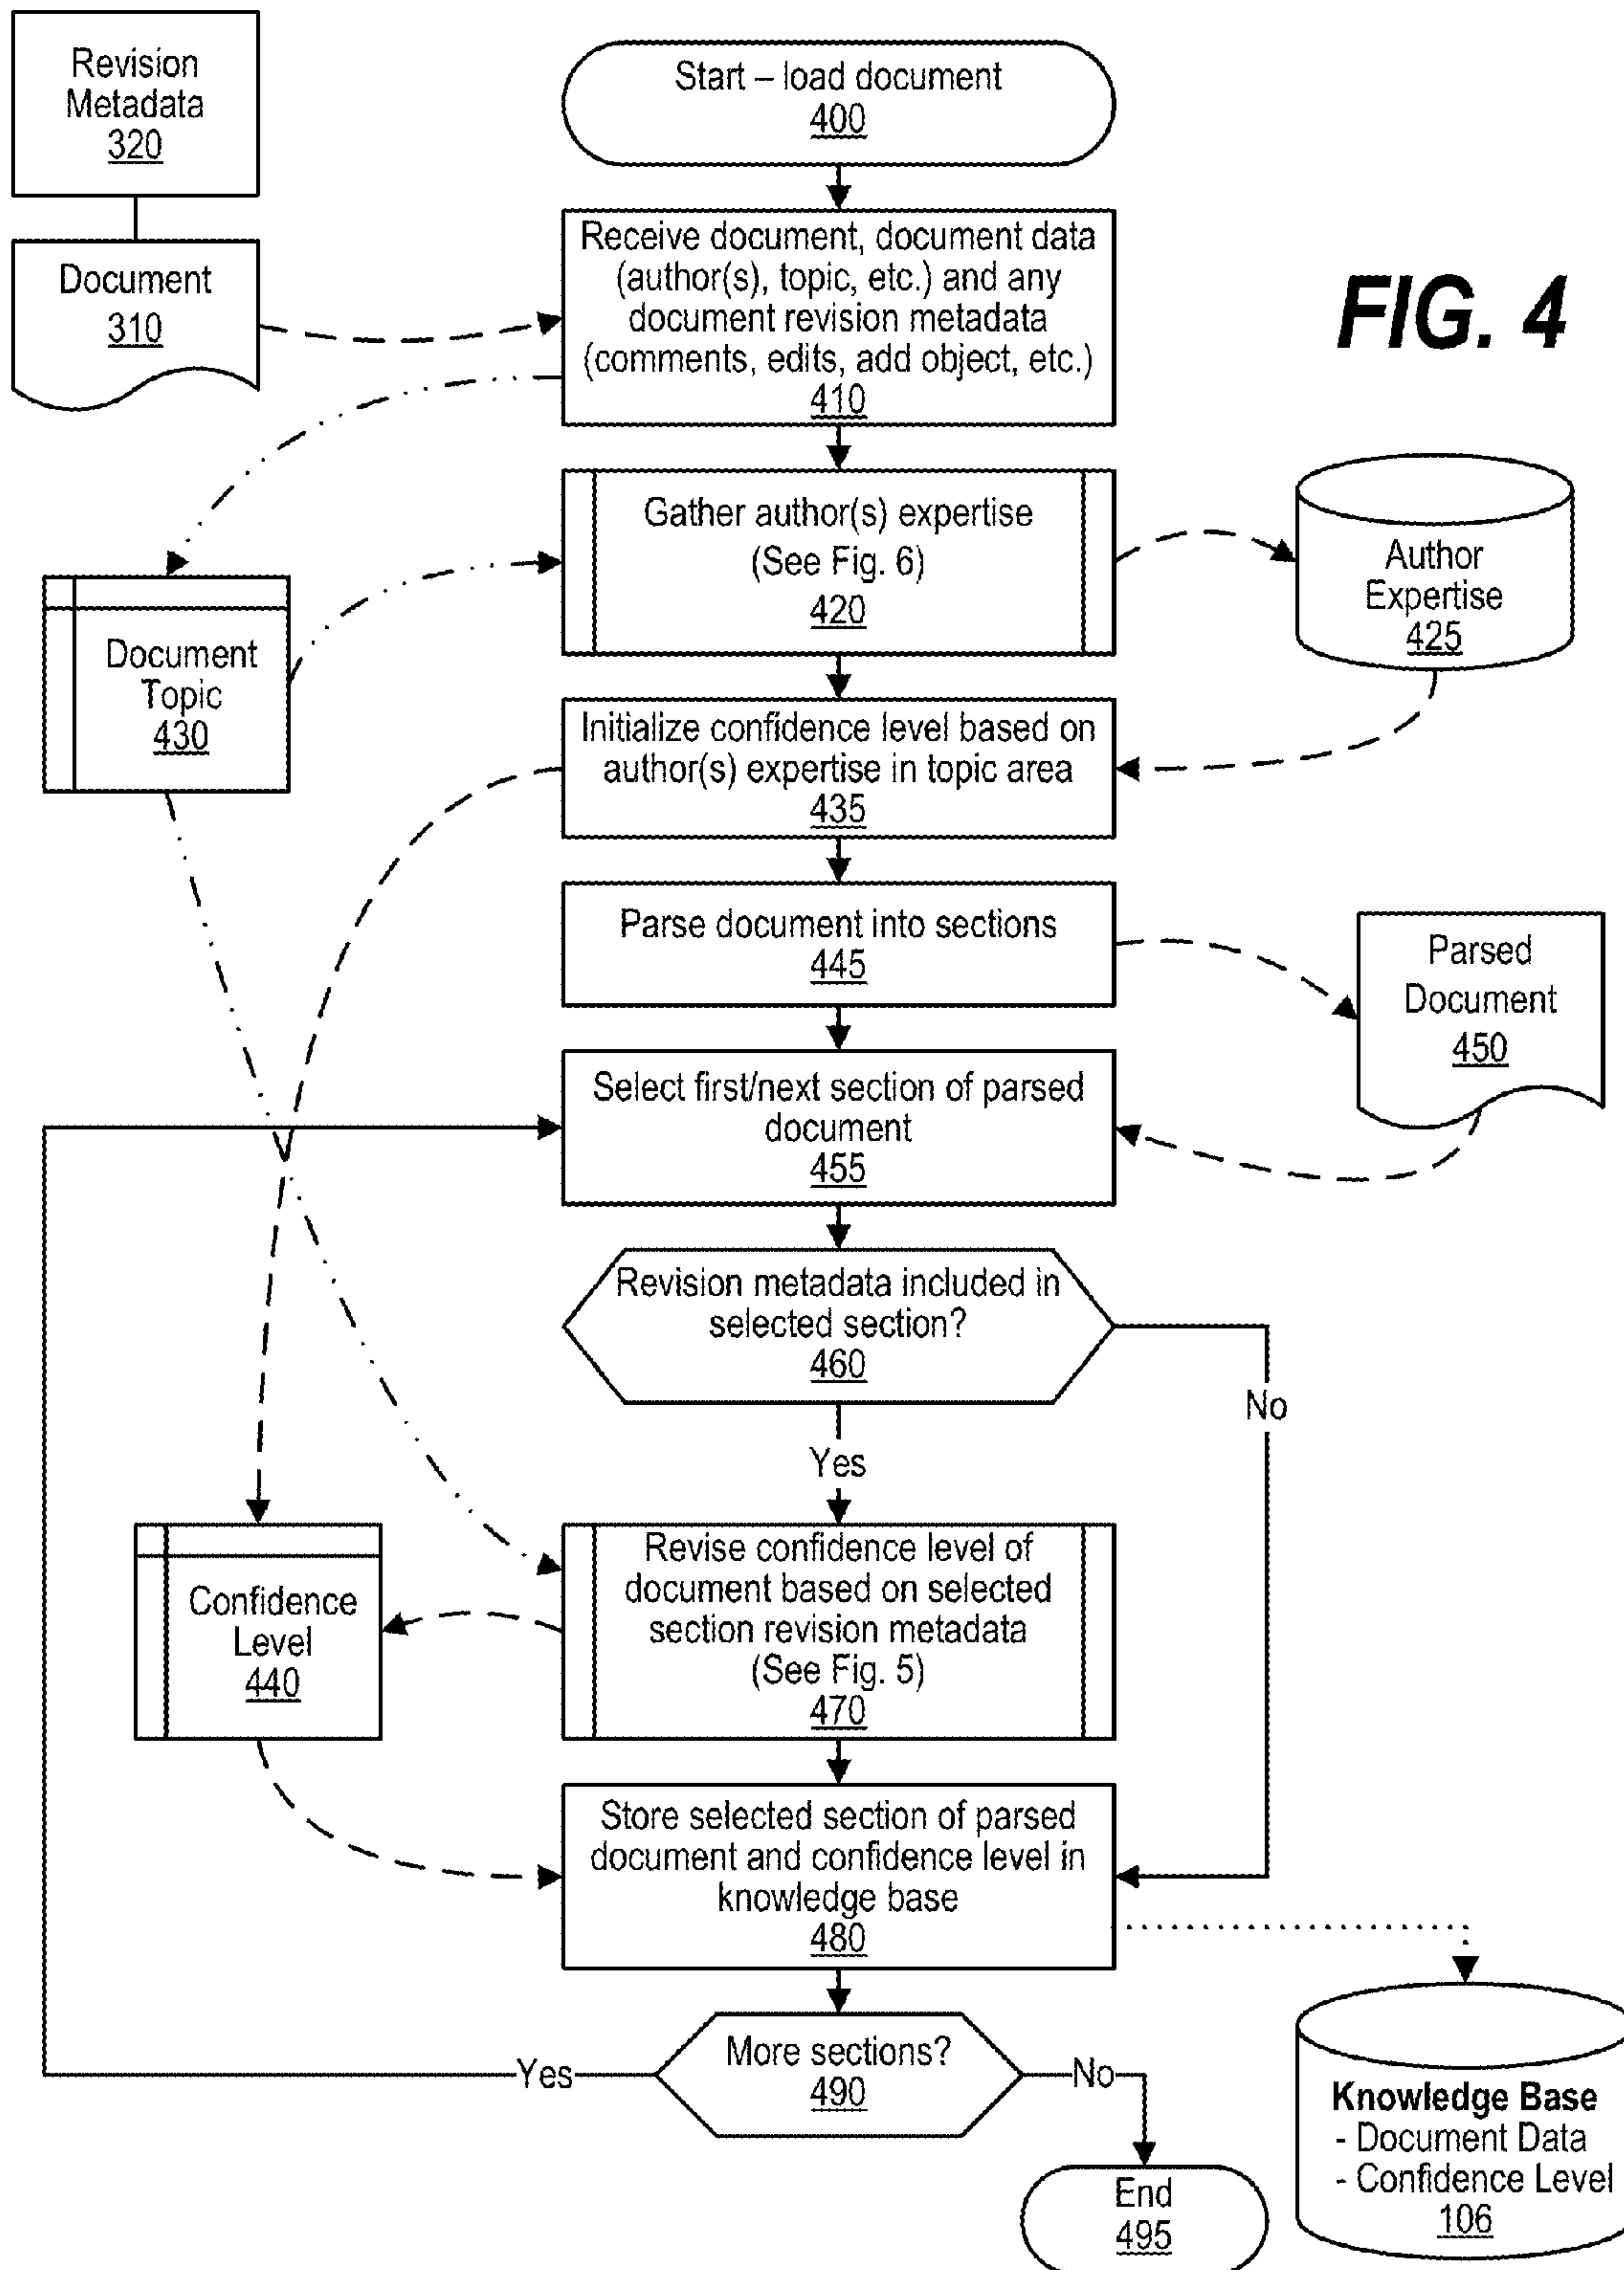 Revision
Metadata
320
Document
310
Start – load document
400
Receive document, document data
(author(s), topic, etc.) and any
document revision metadata
(comments, edits, add object, etc.)
410
FIG. 4
Gather author(s) expertise
(See Fig. 6)
420
Author
Expertise
425
Document
Topic
430
Initialize confidence level based on
author(s) expertise in topic area
435
Parse document into sections
445
Parsed
Document
450
Select first/next section of parsed
document
455
Revision metadata included in
selected section?
460
No
Yes
Confidence
Level
440
Revise confidence level of
document based on selected
section revision metadata
(See Fig. 5)
470
Store selected section of parsed
document and confidence level in
knowledge base
480
More sections?
490
Yes
No
End
495
Knowledge Base
- Document Data
- Confidence Level
106